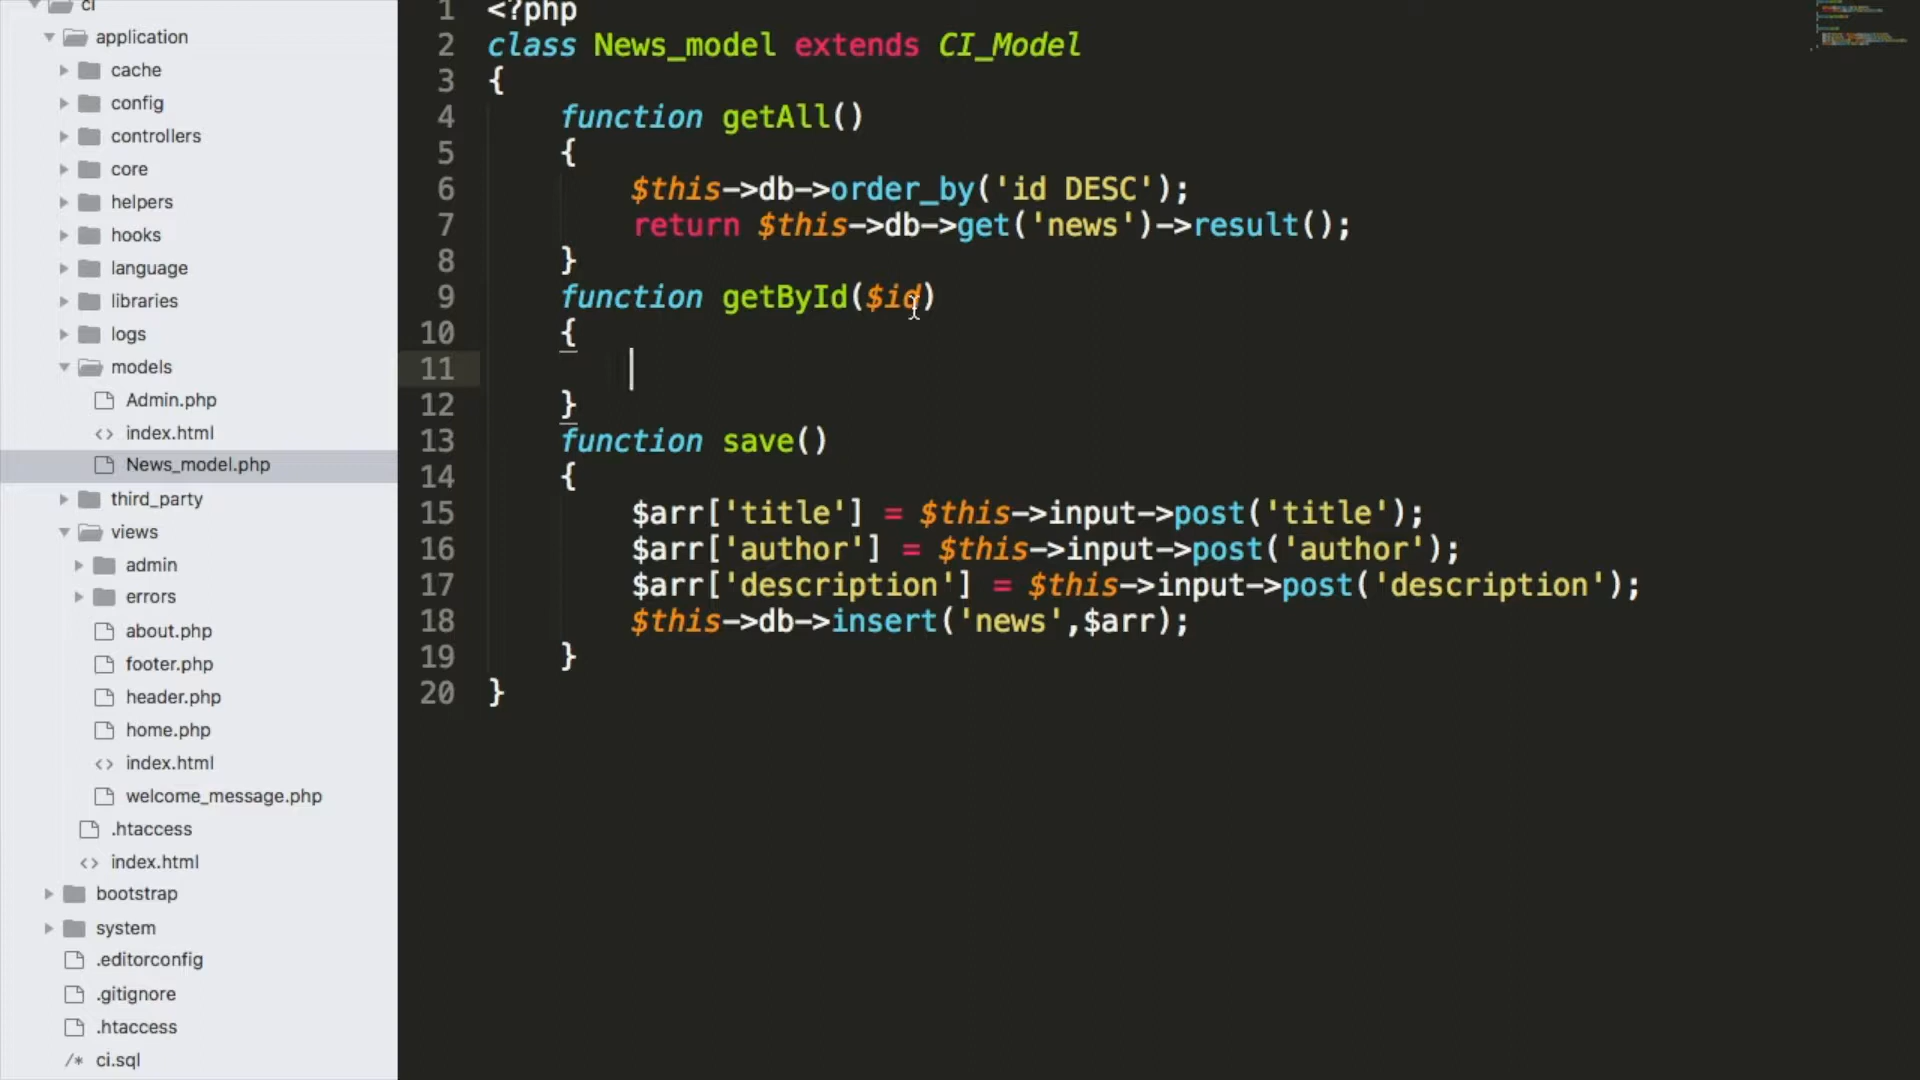 ci
application
cache
config
controllers
core
helpers
hooks
language
libraries
logs
models
Admin.php
<> index.html
News_model.php
third_party
views
admin
errors
about.php
footer.php
header.php
home.php
<> index.html
welcome_message.php
.htaccess
<> index.html
bootstrap
system
.editorconfig
.gitignore
.htaccess
/* ci.sql
1 <?php
2 class News_model extends CI_Model
3 {
4 function getAll()
5 {
6 $this->db->order_by('id DESC');
7 return $this->db->get('news')->result();
8 }
9 function getById($id)
10 {
11
12 }
13 function save()
14 {
15 $arr['title'] = $this->input->post('title');
16 $arr['author'] = $this->input->post('author');
17 $arr['description'] = $this->input->post('description');
18 $this->db->insert('news',$arr);
19 }
20 }